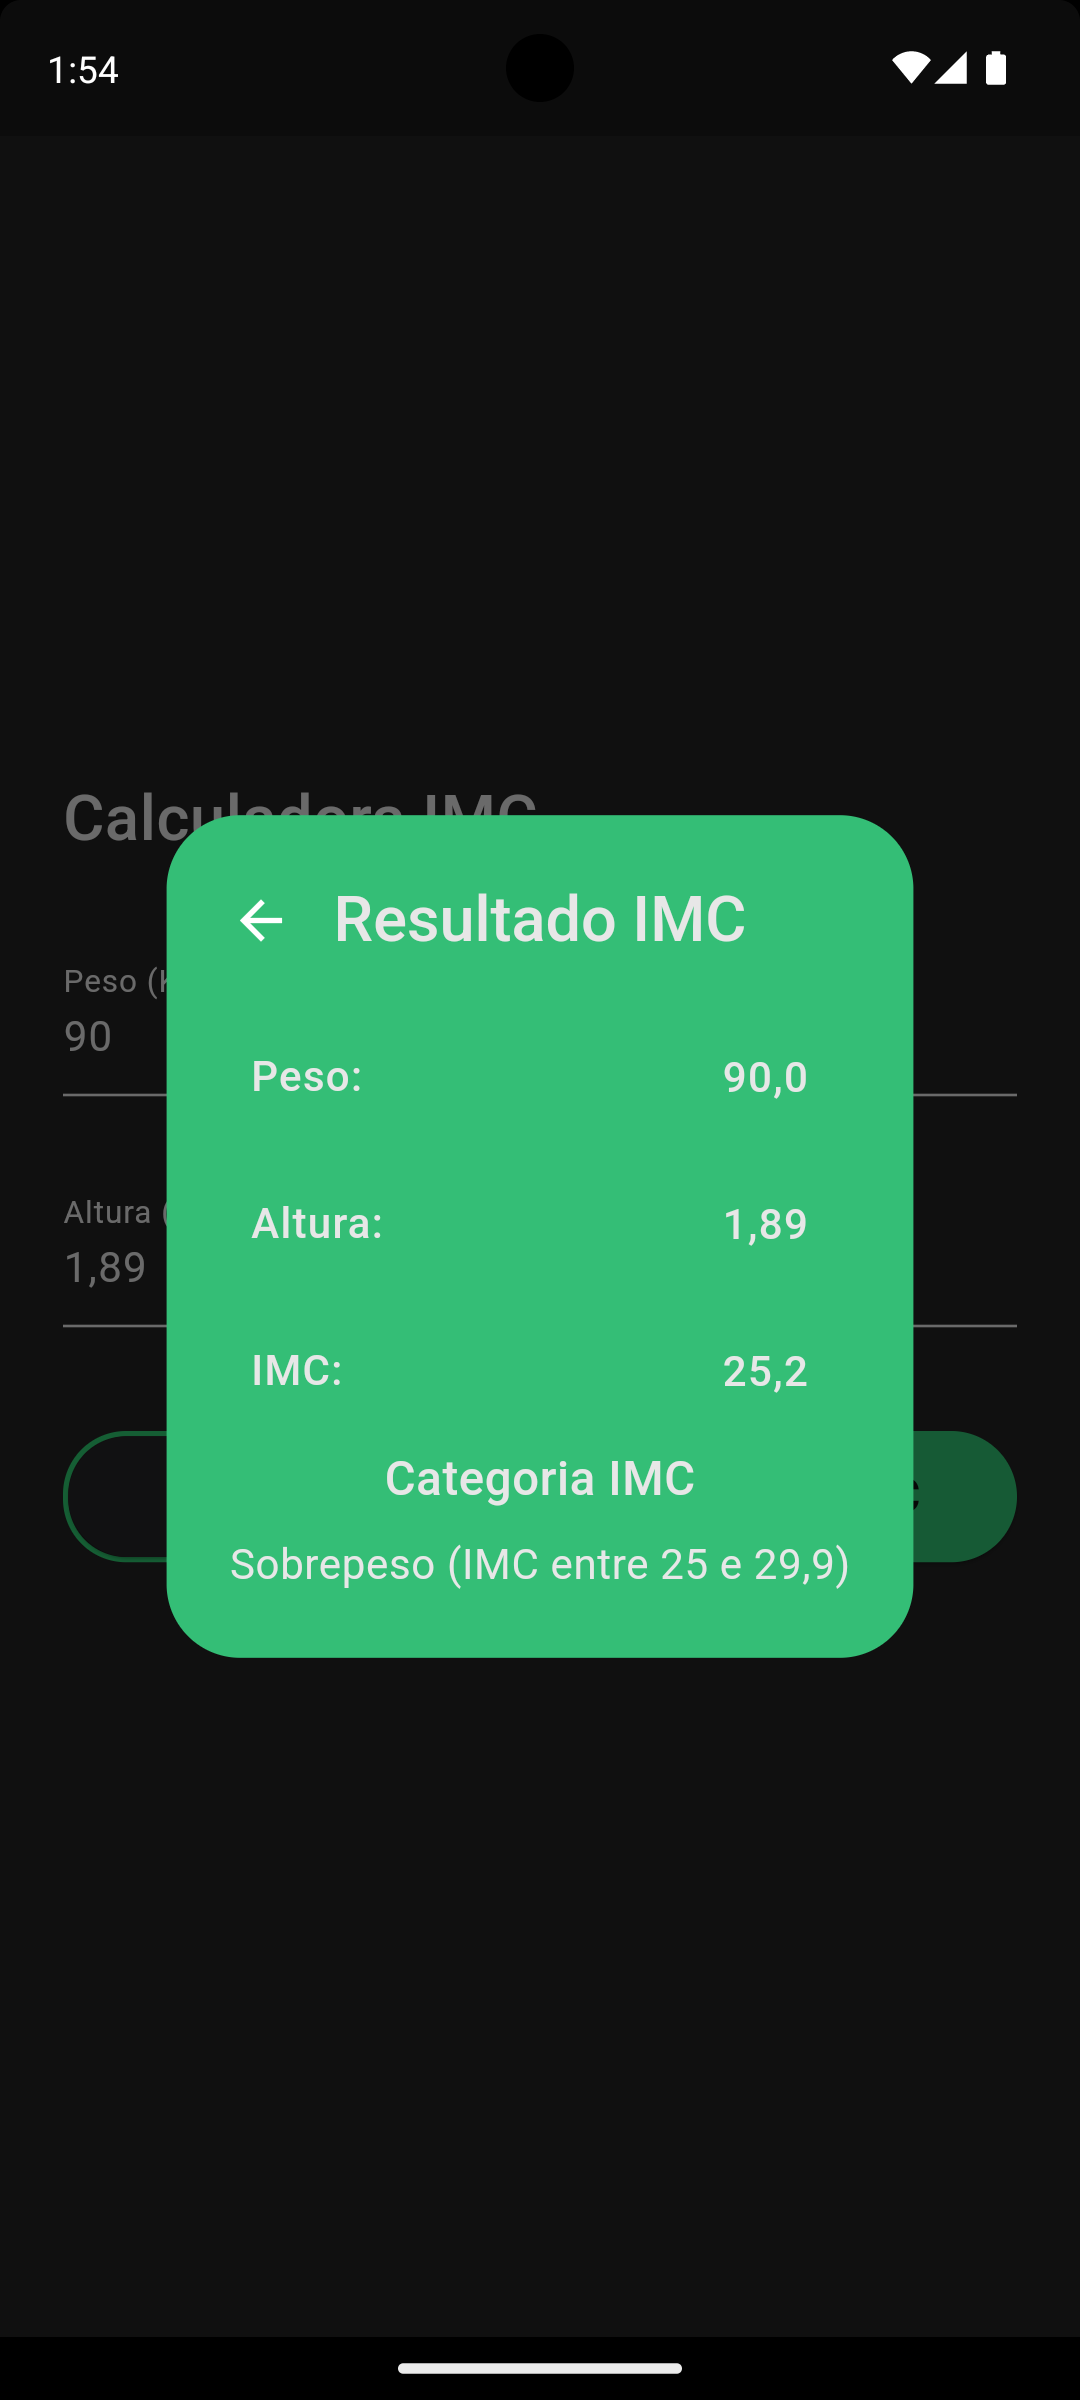 1:54
Calculadora IMC
Resultado IMC
Peso (K
90
Peso: 90,0
Altura: 1,89
Altura (
1,89
IMC: 25,2
Categoria IMC
Sobrepeso (IMC entre 25 e 29,9)